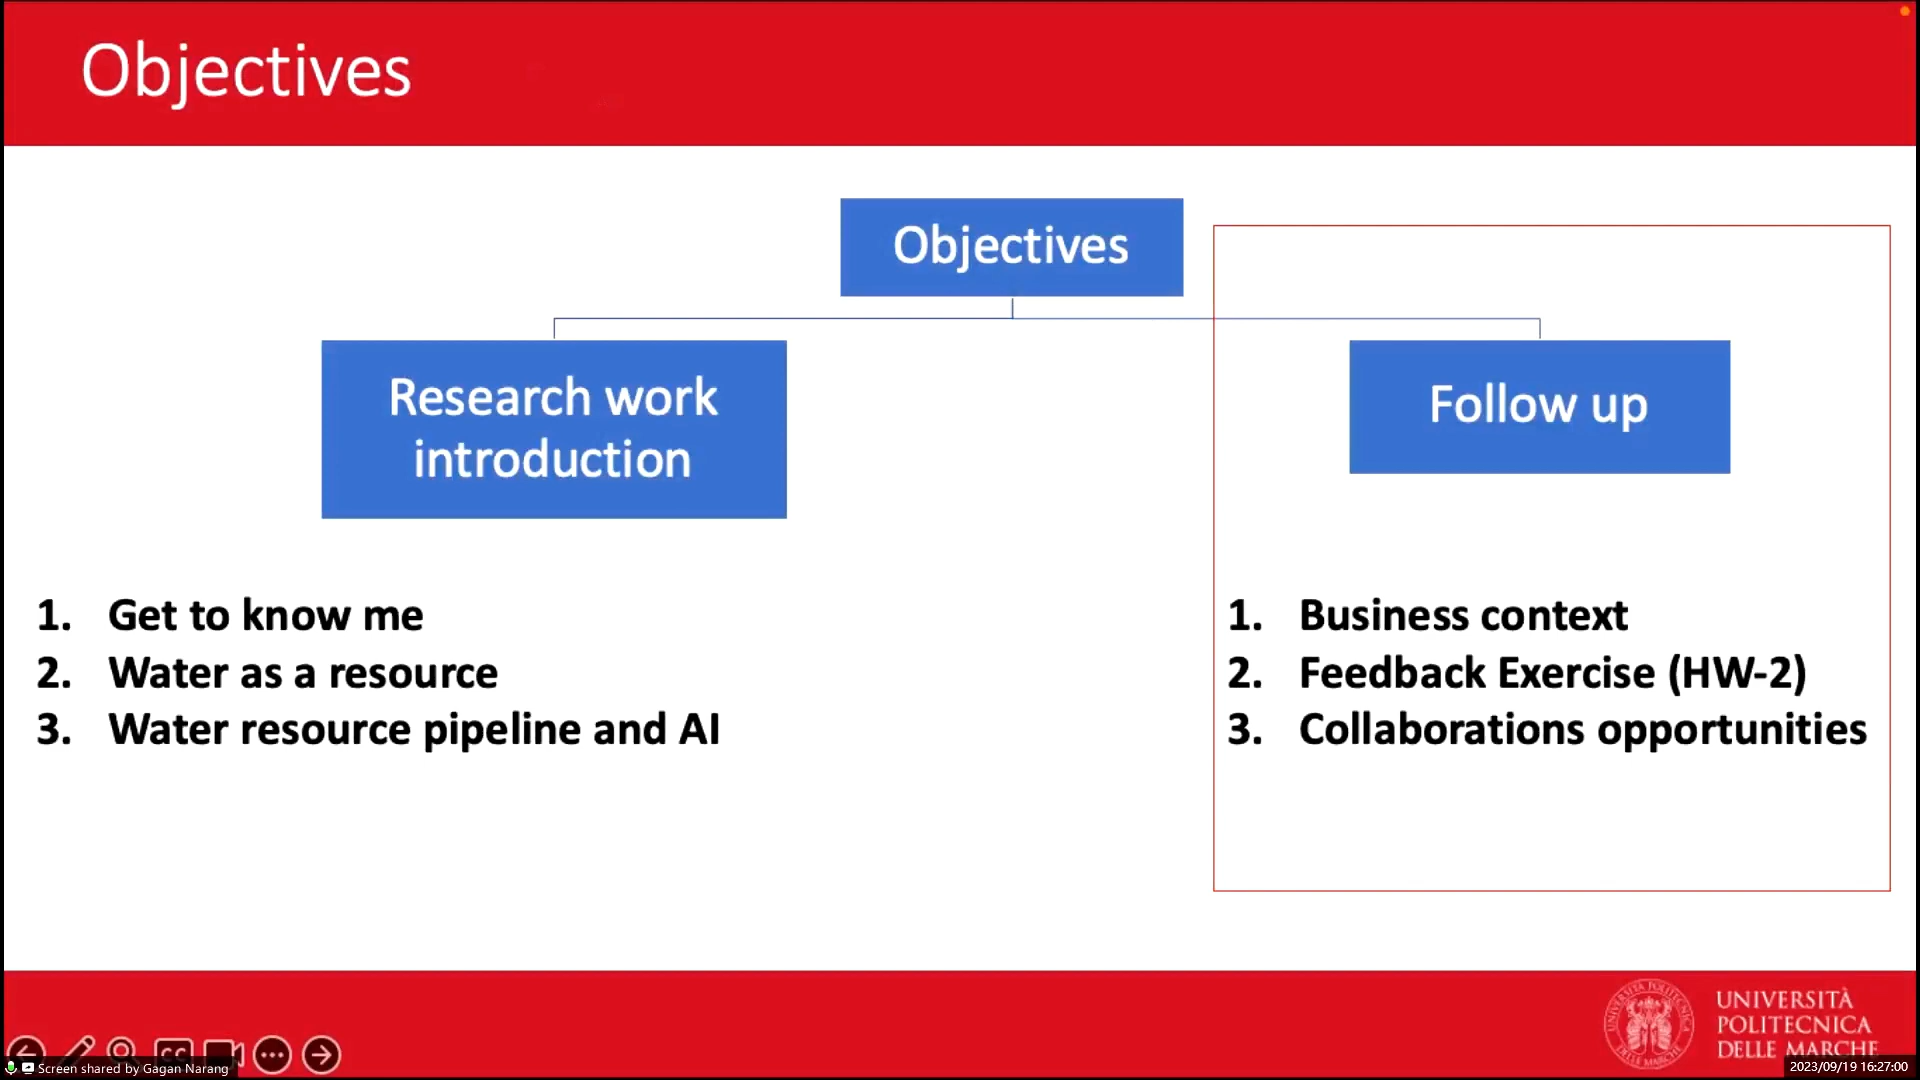 Objectives
Objectives
Research work
introduction
Follow up
1. Get to know me
2. Water as a resource
3. Water resource pipeline and AI
1. Business context
2. Feedback Exercise (HW-2)
3. Collaborations opportunities
UNIVERSITÀ
POLITECNICA
DELLE MARCHE
CC
Screen shared by Gagan Narang
2023/09/19 16:27:00